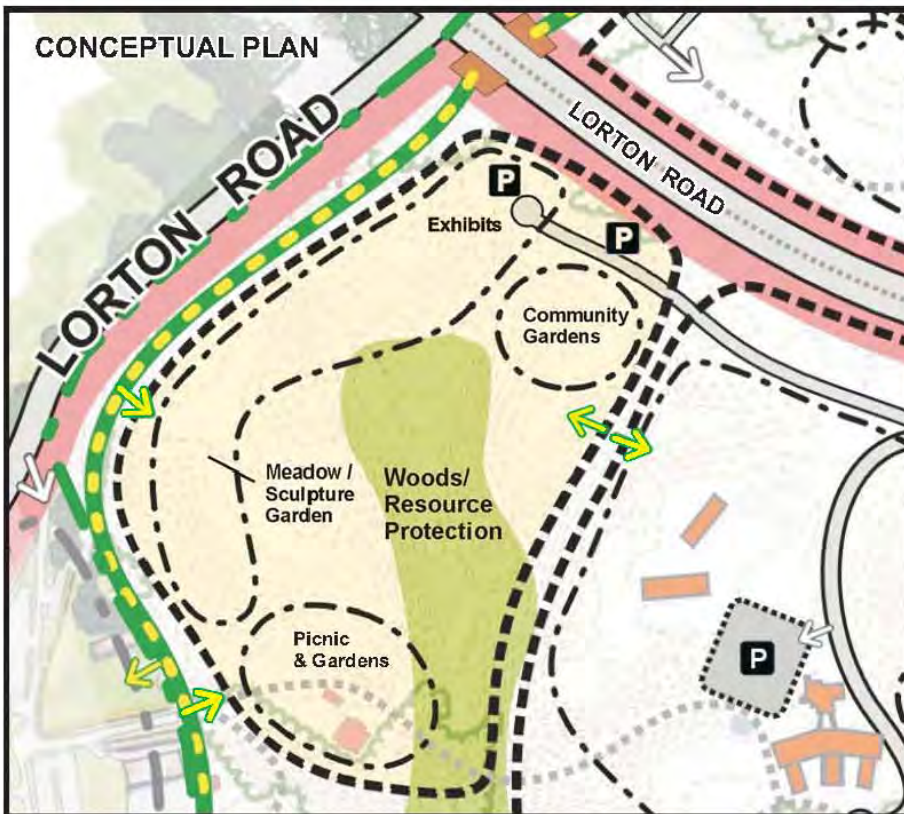 CONCEPTUAL PLAN
LORTON ROAD
LORTON ROAD
P
Exhibits
P
Community
Gardens
Meadow /
Sculpture
Garden
Woods/
Resource
Protection
Picnic
& Gardens
P